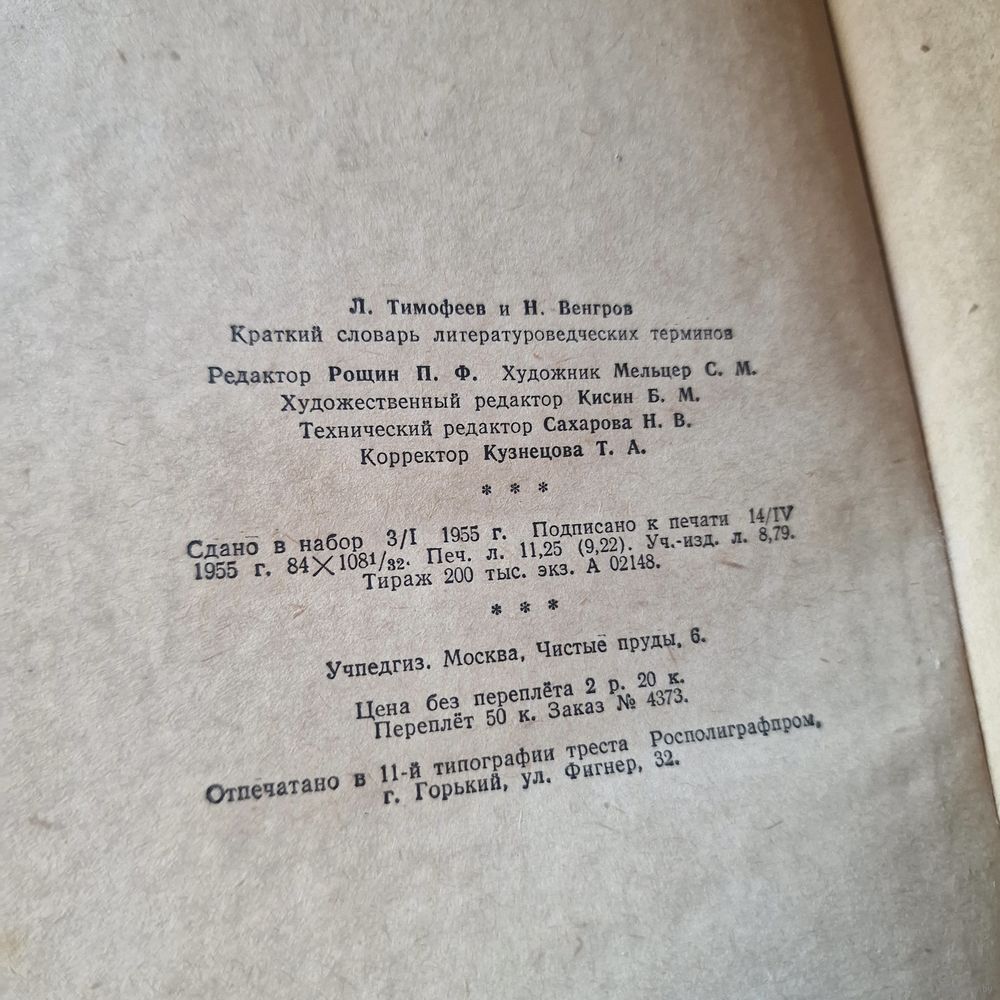 Л. Тимофеев и Н. Венгров
Краткий словарь литературоведческих терминов
Редактор Рощин П. Ф. Художник Мельцер С. М.
Художественный редактор Кисин Б. М.
Технический редактор Сахарова Н. В.
Корректор Кузнецова Т. А.
* * *
Сдано в набор 3/I 1955 г. Подписано к печати 14/IV
1955 г. 84×108¹/₃₂. Печ. л. 11,25 (9,22). Уч.-изд. л. 8,79.
Тираж 200 тыс. экз. А 02148.
* * *
Учпедгиз. Москва, Чистые пруды, 6.
Цена без переплёта 2 р. 20 к.
Переплёт 50 к. Заказ № 4373.
Отпечатано в 11-й типографии треста Росполиграфпром,
г. Горький, ул. Фигнер, 32.